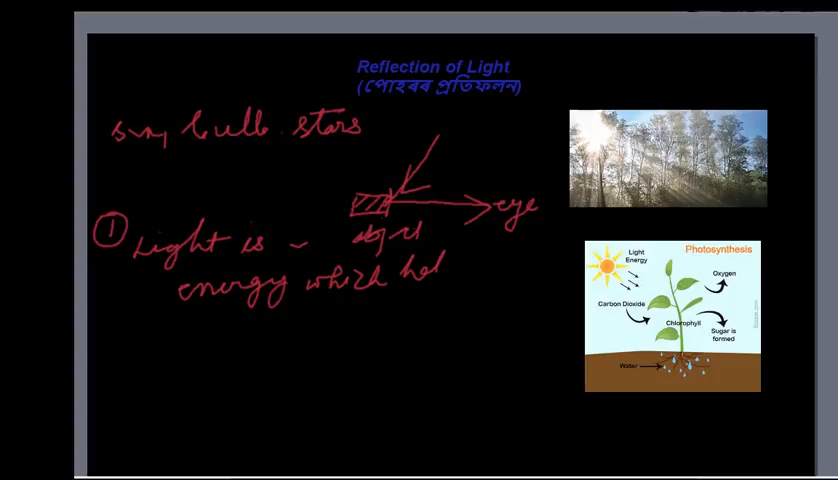 Reflection of Light
(পোহৰৰ প্ৰতিফলন)
sun, bulb. stars
eye
① Light is
energy which hel
Photosynthesis
Light
Energy
Oxygen
Carbon Dioxide
Chlorophyll
Sugar is
formed
Water